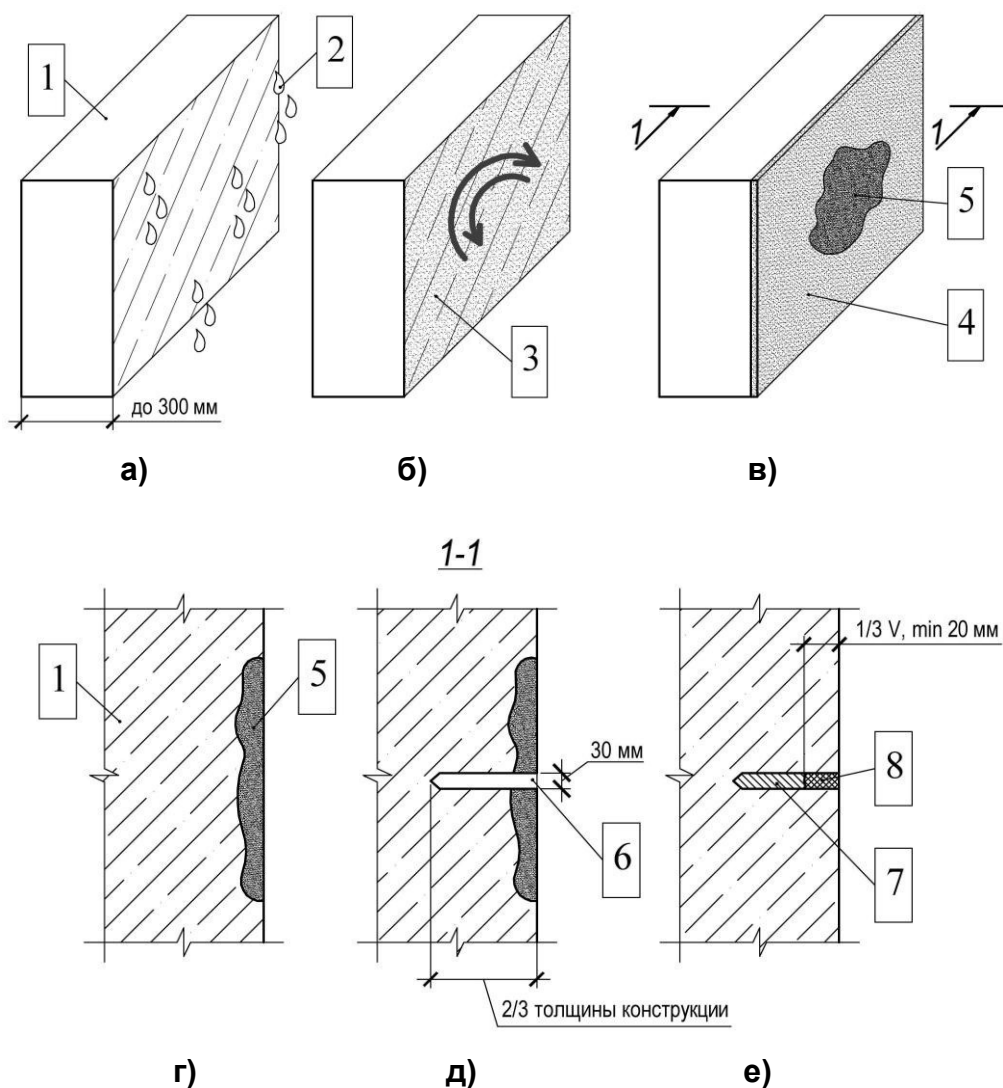 1
2
до 300 мм
а)
3
б)
1
1
5
4
в)
1-1
1
5
г)
30 мм
6
2/3 толщины конструкции
д)
1/3 V, min 20 мм
8
7
е)